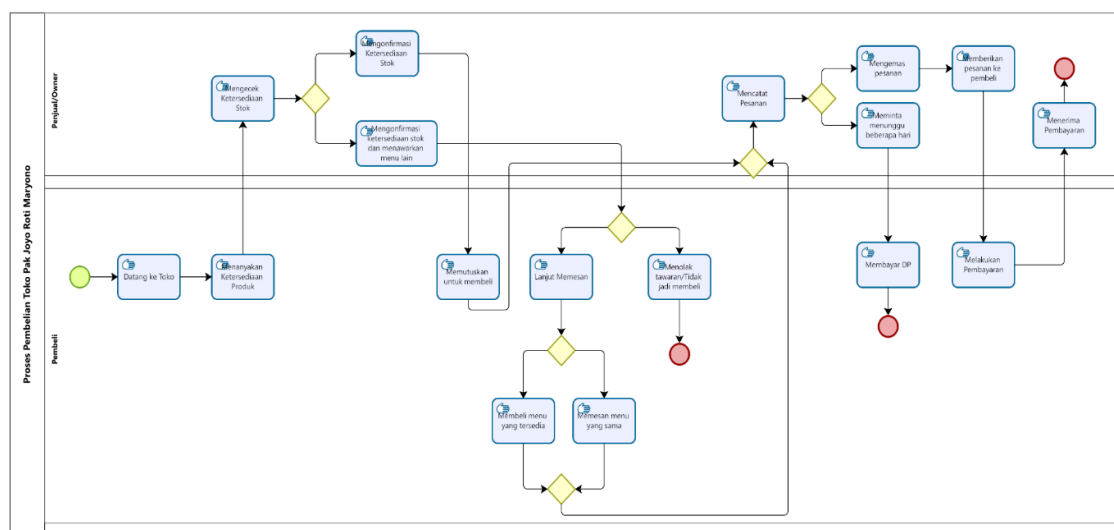 Proses Pembelian Toko Pak Joyo Roti Maryono
Penjual/Owner
Mengonfirmasi
Ketersediaan
Stok
Mengecek
Ketersediaan
Stok
Mengonfirmasi
ketersediaan stok
dan menawarkan
menu lain
Mencatat
Pesanan
Mengemas
pesanan
Memberikan
pesanan ke
pembeli
Meminta
menunggu
beberapa hari
Menerima
Pembayaran
Pembeli
Datang ke Toko
Menanyakan
Ketersediaan
Produk
Memutuskan
untuk membeli
Lanjut Memesan
Menolak
tawaran/Tidak
jadi membeli
Membayar DP
Melakukan
Pembayaran
Membeli menu
yang tersedia
Memesan menu
yang sama